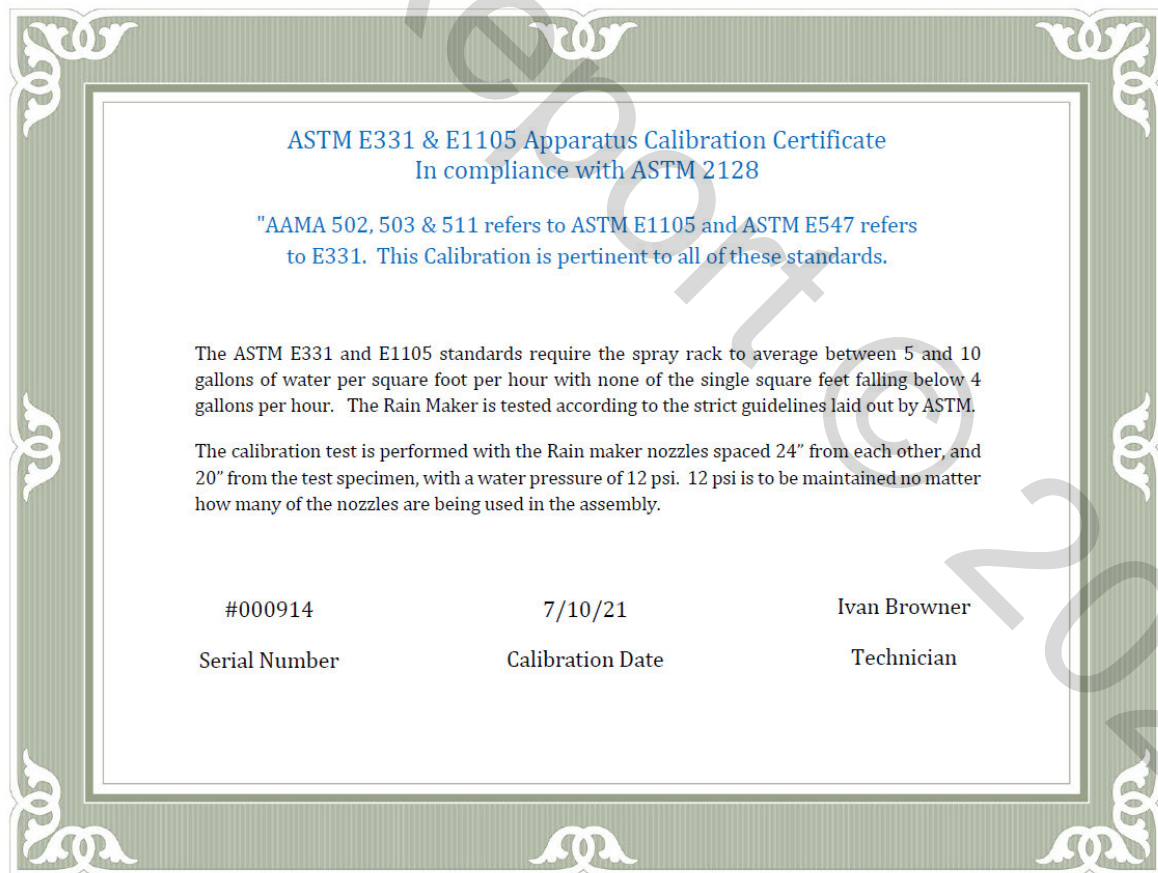 ASTM E331 & E1105 Apparatus Calibration Certificate
In compliance with ASTM 2128
"AAMA 502, 503 & 511 refers to ASTM E1105 and ASTM E547 refers
to E331.  This Calibration is pertinent to all of these standards.
The ASTM E331 and E1105 standards require the spray rack to average between 5 and 10
gallons of water per square foot per hour with none of the single square feet falling below 4
gallons per hour.   The Rain Maker is tested according to the strict guidelines laid out by ASTM.
The calibration test is performed with the Rain maker nozzles spaced 24” from each other, and
20” from the test specimen, with a water pressure of 12 psi.  12 psi is to be maintained no matter
how many of the nozzles are being used in the assembly.
#000914 7/10/21 Ivan Browner
Serial Number Calibration Date Technician